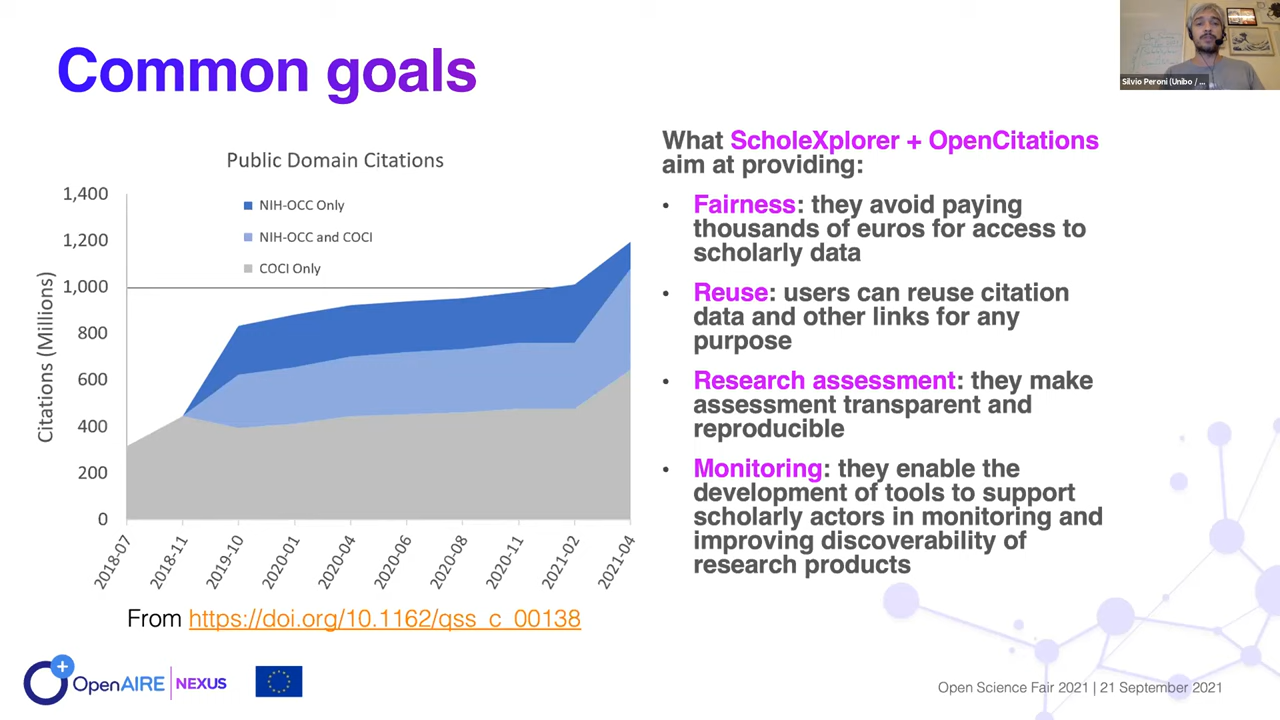 Common goals
Silvio Peroni (Unibo / ...
Public Domain Citations
1,400
1,200
1,000
800
600
400
200
0
Citations (Millions)
NIH-OCC Only
NIH-OCC and COCI
COCI Only
2018-07
2018-11
2019-10
2020-01
2020-04
2020-06
2020-08
2020-11
2021-02
2021-04
From https://doi.org/10.1162/qss_c_00138
What ScholeXplorer + OpenCitations
aim at providing:
• Fairness: they avoid paying
thousands of euros for access to
scholarly data
• Reuse: users can reuse citation
data and other links for any
purpose
• Research assessment: they make
assessment transparent and
reproducible
• Monitoring: they enable the
development of tools to support
scholarly actors in monitoring and
improving discoverability of
research products
OpenAIRE | NEXUS
Open Science Fair 2021 | 21 September 2021